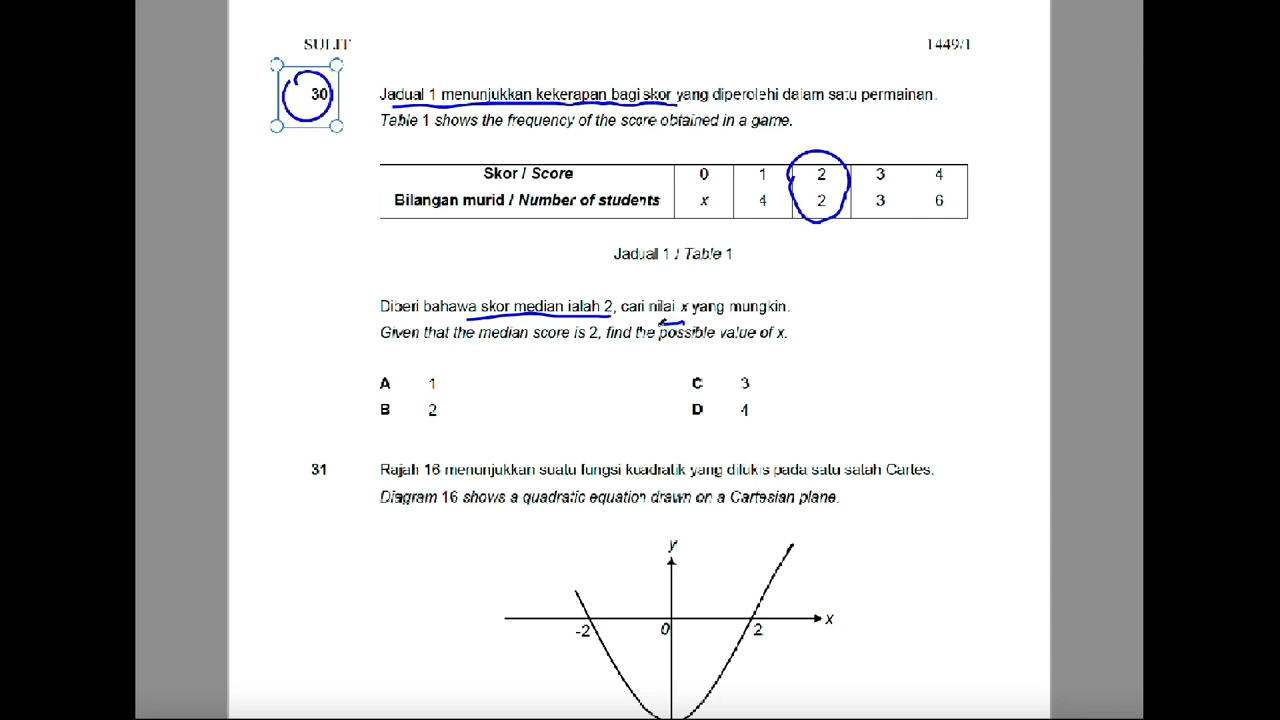 SULIT 1449/1
30 Jadual 1 menunjukkan kekerapan bagi skor yang diperolehi dalam satu permainan.
Table 1 shows the frequency of the score obtained in a game.
Skor / Score 0 1 2 3 4
Bilangan murid / Number of students x 4 2 3 6
Jadual 1 / Table 1
Diberi bahawa skor median ialah 2, cari nilai x yang mungkin.
Given that the median score is 2, find the possible value of x.
A 1 C 3
B 2 D 4
31 Rajah 16 menunjukkan suatu fungsi kuadratik yang dilukis pada satu satah Cartes.
Diagram 16 shows a quadratic equation drawn on a Cartesian plane.
y
x
-2 0 2